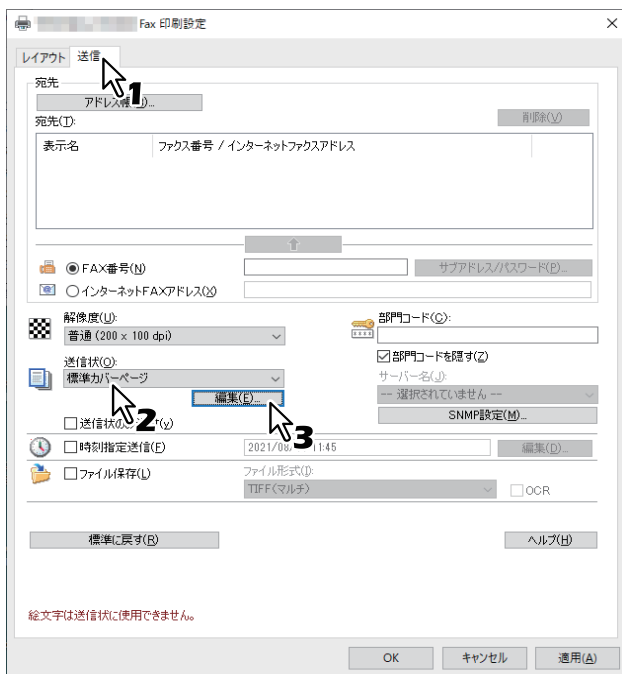 Fax 印刷設定
レイアウト 送信
1
宛先
アドレス帳
宛先(T):
削除(V)
表示名 ファクス番号 / インターネットファクスアドレス
FAX番号(N)
サブアドレス/パスワード(P)...
インターネットFAXアドレス(X)
解像度(U):
普通 (200 x 100 dpi)
部門コード(C):
部門コードを隠す(Z)
送信状(O):
標準カバーページ
サーバー名(J):
-- 選択されていません --
編集(E)...
SNMP設定(M)...
2
3
送信状の
時刻指定送信(F)
2021/08/ 11:45
編集(D)...
ファイル保存(L)
ファイル形式(I):
TIFF(マルチ)
OCR
標準に戻す(R)
ヘルプ(H)
絵文字は送信状に使用できません。
OK キャンセル 適用(A)